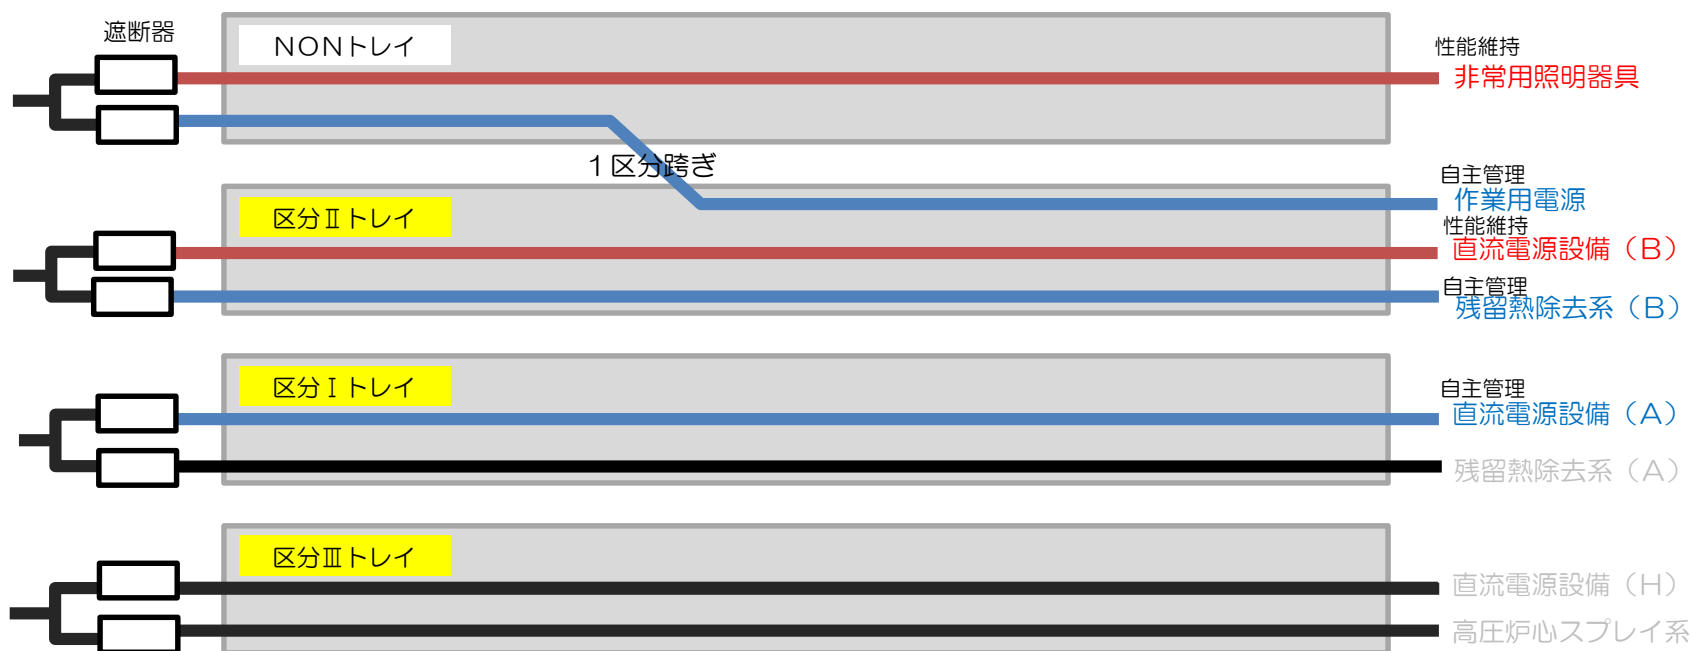 遮断器
NONトレイ
性能維持
非常用照明器具
1区分跨ぎ
自主管理
作業用電源
区分Ⅱトレイ
性能維持
直流電源設備（B）
自主管理
残留熱除去系（B）
区分Ⅰトレイ
自主管理
直流電源設備（A）
残留熱除去系（A）
区分Ⅲトレイ
直流電源設備（H）
高圧炉心スプレイ系